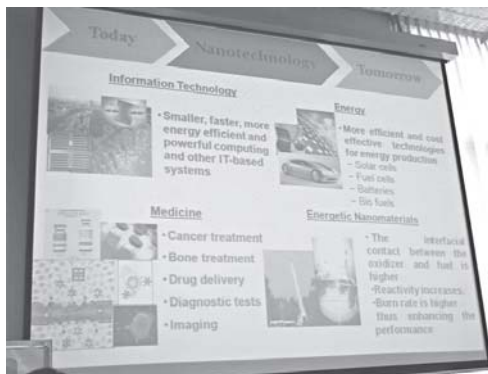 Today
Nanotechnology
Tomorrow
Information Technology
• Smaller, faster, more
energy efficient and
powerful computing
and other IT-based
systems
Energy
• More efficient and cost
effective technologies
for energy production
– Solar cells
– Fuel cells
– Batteries
– Bio fuels
Medicine
• Cancer treatment
• Bone treatment
• Drug delivery
• Diagnostic tests
• Imaging
Energetic Nanomaterials
• The interfacial
contact between the
oxidizer and fuel is
higher
• Reactivity increases.
• Burn rate is higher
thus enhancing the
performance.